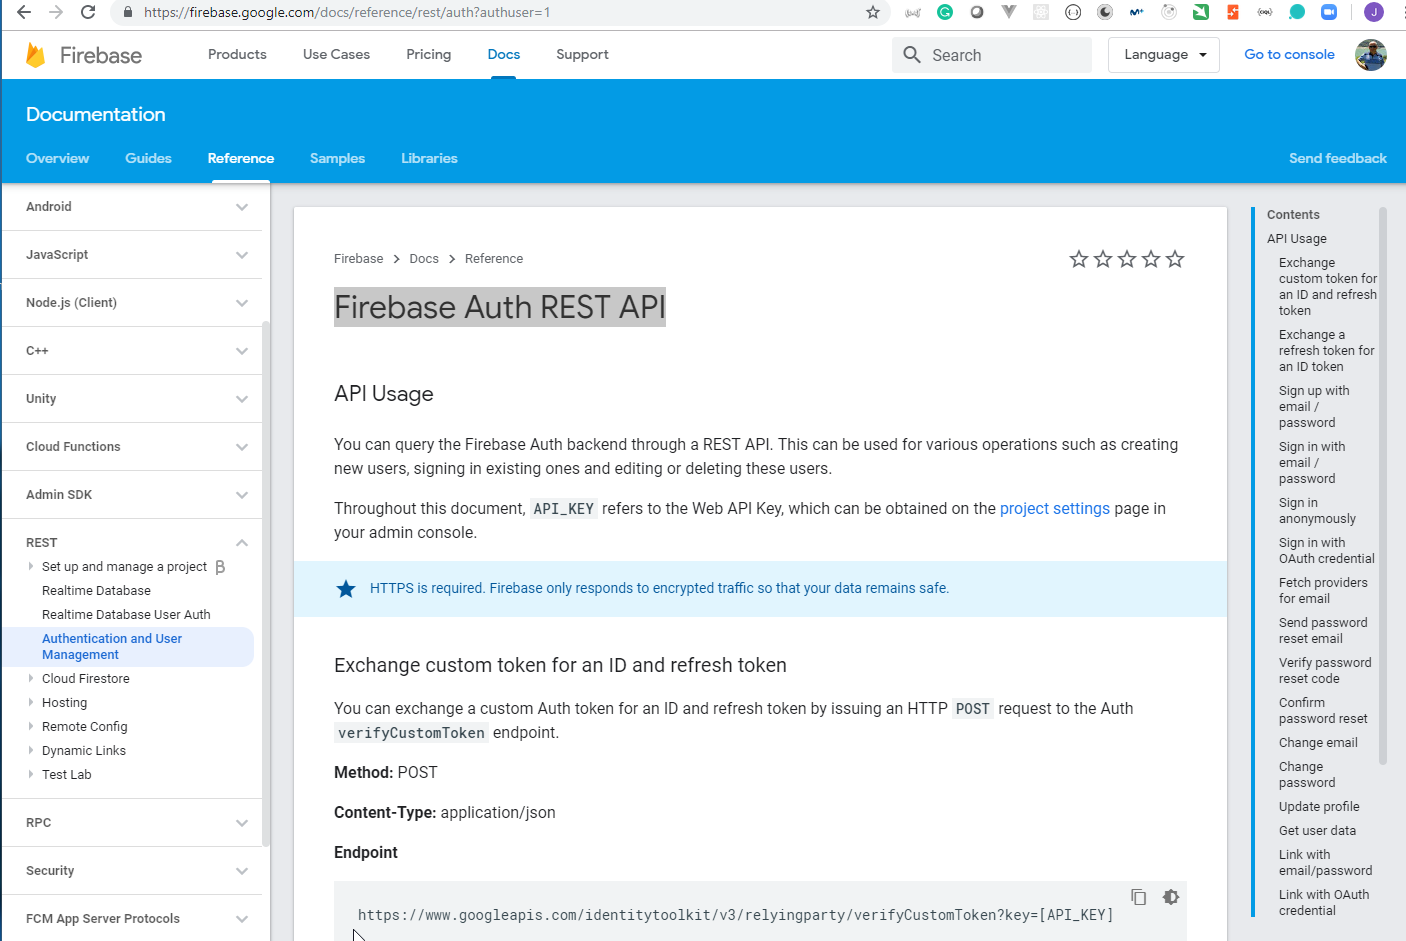 https://firebase.google.com/docs/reference/rest/auth?authuser=1
J
Firebase
Products
Use Cases
Pricing
Docs
Support
Search
Language
Go to console
Documentation
Overview
Guides
Reference
Samples
Libraries
Send feedback
Android
JavaScript
Node.js (Client)
C++
Unity
Cloud Functions
Admin SDK
REST
Set up and manage a project β
Realtime Database
Realtime Database User Auth
Authentication and User
Management
Cloud Firestore
Hosting
Remote Config
Dynamic Links
Test Lab
RPC
Security
FCM App Server Protocols
Firebase > Docs > Reference
Firebase Auth REST API
API Usage
You can query the Firebase Auth backend through a REST API. This can be used for various operations such as creating
new users, signing in existing ones and editing or deleting these users.
Throughout this document, API_KEY refers to the Web API Key, which can be obtained on the project settings page in
your admin console.
HTTPS is required. Firebase only responds to encrypted traffic so that your data remains safe.
Exchange custom token for an ID and refresh token
You can exchange a custom Auth token for an ID and refresh token by issuing an HTTP POST request to the Auth
verifyCustomToken endpoint.
Method: POST
Content-Type: application/json
Endpoint
https://www.googleapis.com/identitytoolkit/v3/relyingparty/verifyCustomToken?key=[API_KEY]
Contents
API Usage
Exchange
custom token for
an ID and refresh
token
Exchange a
refresh token for
an ID token
Sign up with
email /
password
Sign in with
email /
password
Sign in
anonymously
Sign in with
OAuth credential
Fetch providers
for email
Send password
reset email
Verify password
reset code
Confirm
password reset
Change email
Change
password
Update profile
Get user data
Link with
email/password
Link with OAuth
credential